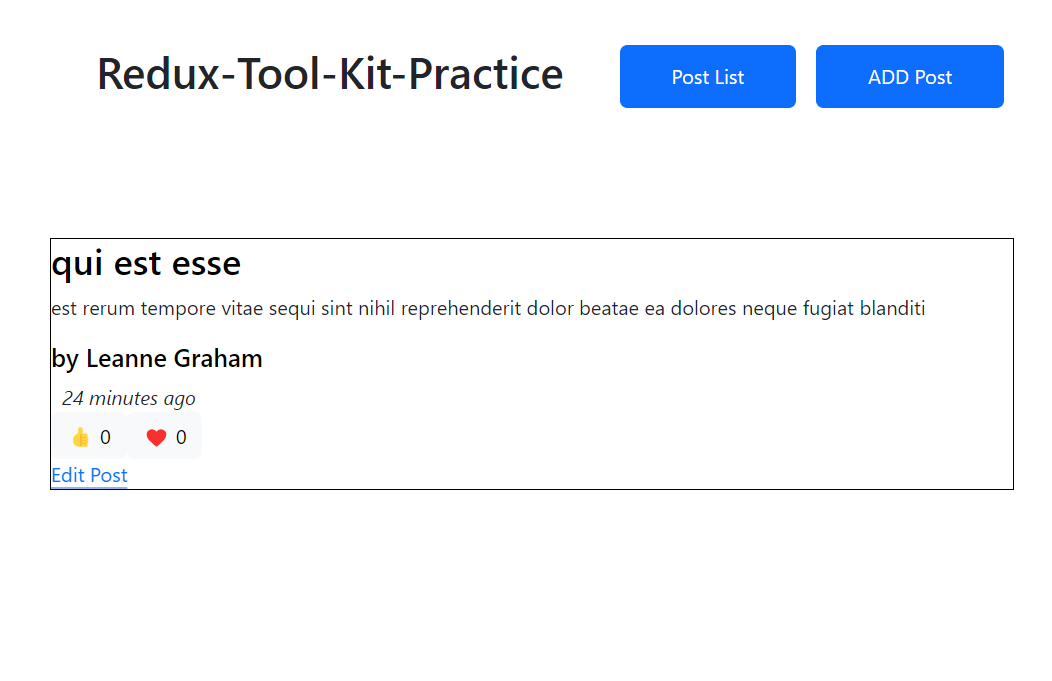 Redux-Tool-Kit-Practice
Post List
ADD Post
qui est esse
est rerum tempore vitae sequi sint nihil reprehenderit dolor beatae ea dolores neque fugiat blanditi
by Leanne Graham
24 minutes ago
👍 0 ❤️ 0
Edit Post